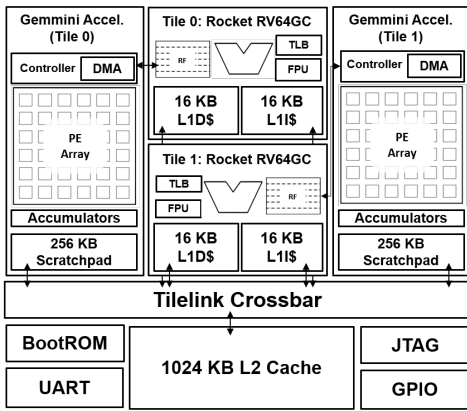 Gemmini Accel.
(Tile 0)
Controller
DMA
PE
Array
Accumulators
256 KB
Scratchpad
Tile 0: Rocket RV64GC
RF
TLB
FPU
16 KB
L1D$
16 KB
L1I$
Tile 1: Rocket RV64GC
TLB
FPU
RF
16 KB
L1D$
16 KB
L1I$
Gemmini Accel.
(Tile 1)
Controller
DMA
PE
Array
Accumulators
256 KB
Scratchpad
Tilelink Crossbar
BootROM
UART
1024 KB L2 Cache
JTAG
GPIO